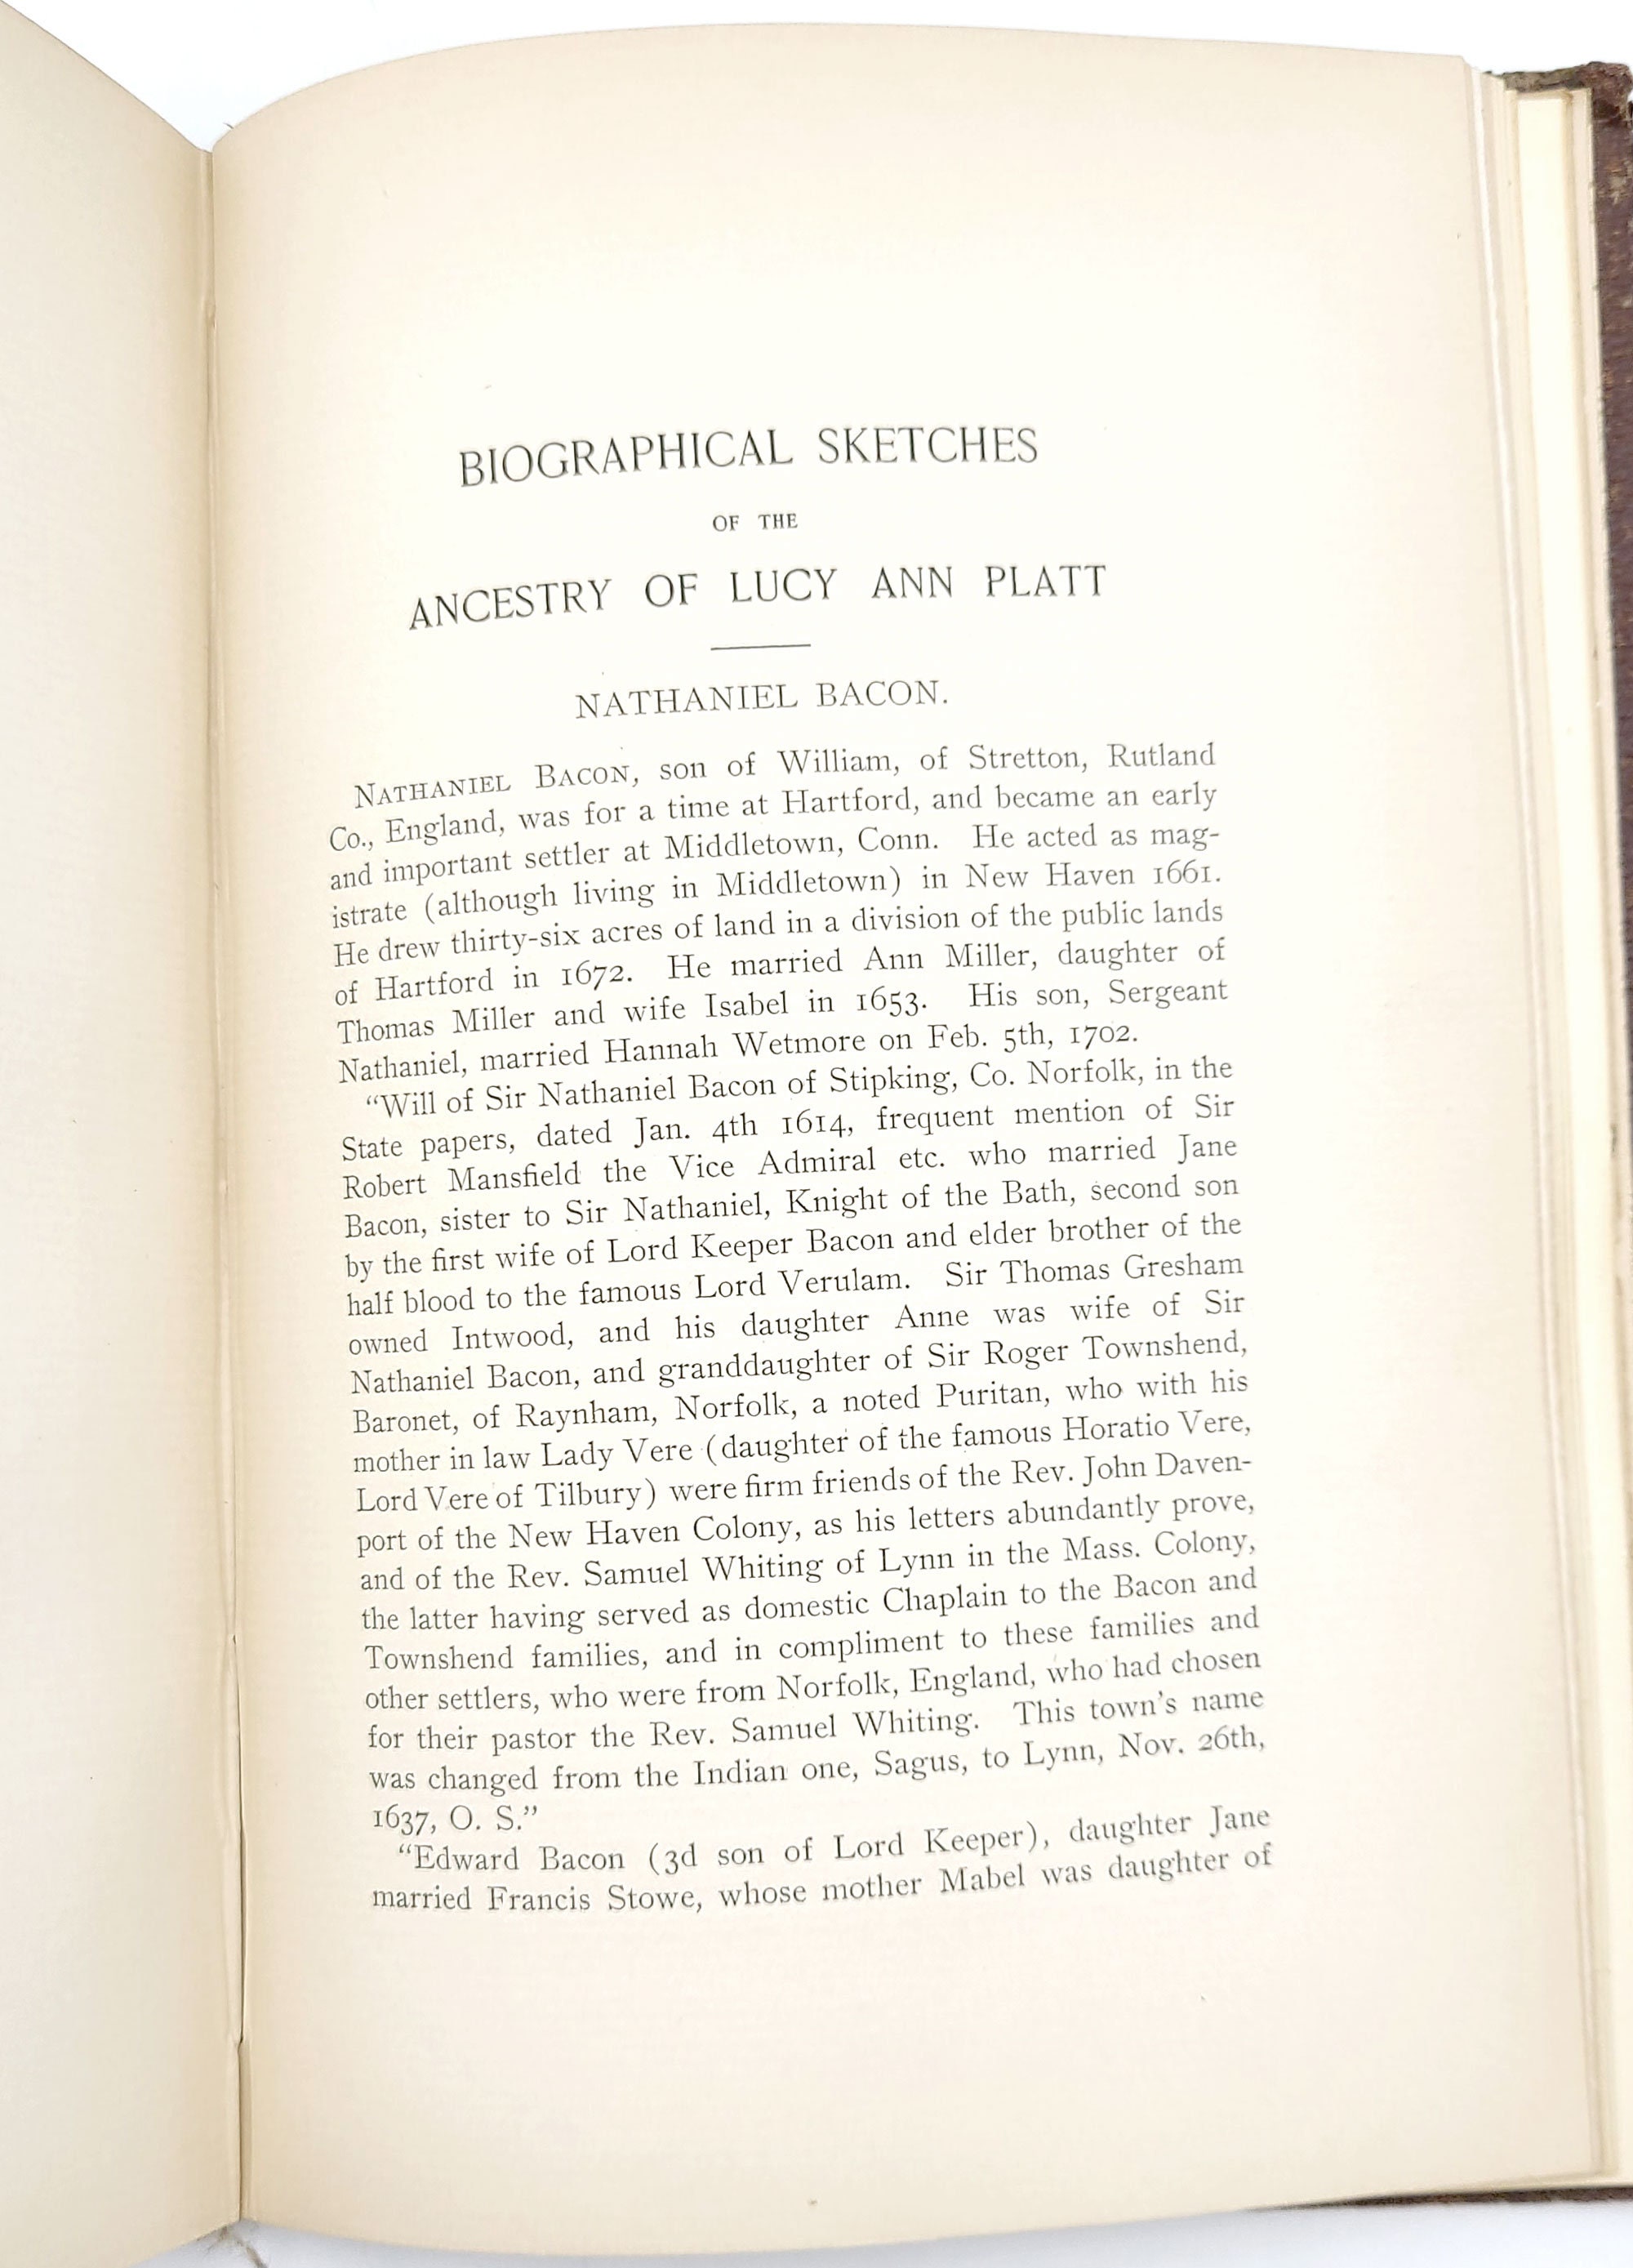 BIOGRAPHICAL SKETCHES
OF THE
ANCESTRY OF LUCY ANN PLATT
NATHANIEL BACON.
NATHANIEL BACON, son of William, of Stretton, Rutland
Co., England, was for a time at Hartford, and became an early
and important settler at Middletown, Conn. He acted as mag-
istrate (although living in Middletown) in New Haven 1661.
He drew thirty-six acres of land in a division of the public lands
of Hartford in 1672. He married Ann Miller, daughter of
Thomas Miller and wife Isabel in 1653. His son, Sergeant
Nathaniel, married Hannah Wetmore on Feb. 5th, 1702.
“Will of Sir Nathaniel Bacon of Stipking, Co. Norfolk, in the
State papers, dated Jan. 4th 1614, frequent mention of Sir
Robert Mansfield the Vice Admiral etc. who married Jane
Bacon, sister to Sir Nathaniel, Knight of the Bath, second son
by the first wife of Lord Keeper Bacon and elder brother of the
half blood to the famous Lord Verulam. Sir Thomas Gresham
owned Intwood, and his daughter Anne was wife of Sir
Nathaniel Bacon, and granddaughter of Sir Roger Townshend,
Baronet, of Raynham, Norfolk, a noted Puritan, who with his
mother in law Lady Vere (daughter of the famous Horatio Vere,
Lord Vere of Tilbury) were firm friends of the Rev. John Daven-
port of the New Haven Colony, as his letters abundantly prove,
and of the Rev. Samuel Whiting of Lynn in the Mass. Colony,
the latter having served as domestic Chaplain to the Bacon and
Townshend families, and in compliment to these families and
other settlers, who were from Norfolk, England, who had chosen
for their pastor the Rev. Samuel Whiting. This town’s name
was changed from the Indian one, Sagus, to Lynn, Nov. 26th,
1637, O. S.”
“Edward Bacon (3d son of Lord Keeper), daughter Jane
married Francis Stowe, whose mother Mabel was daughter of